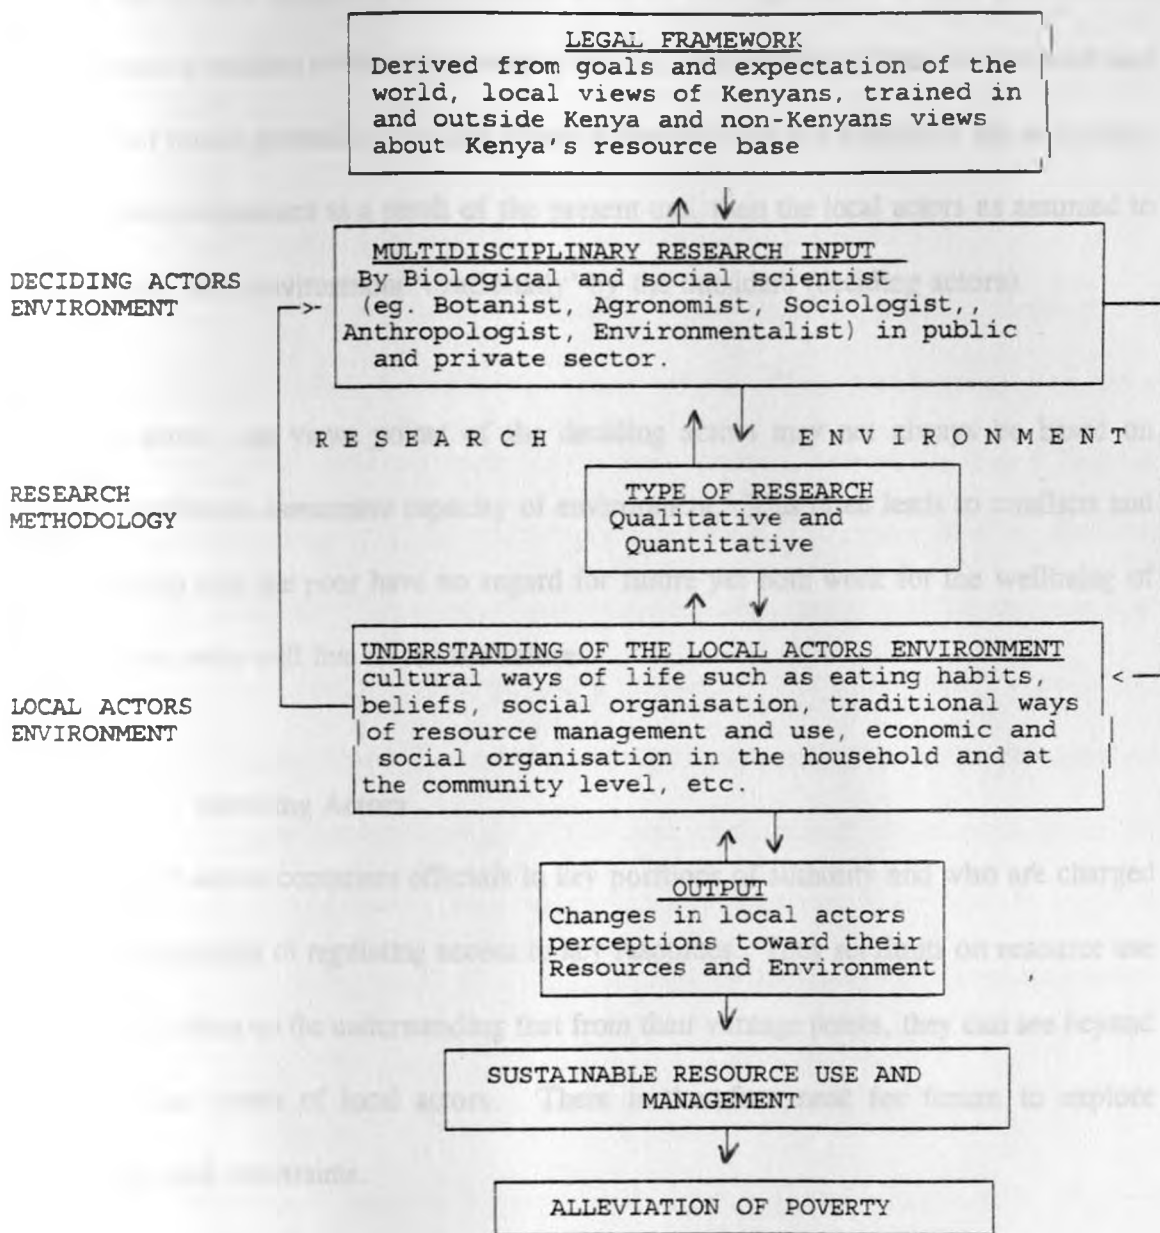 LEGAL FRAMEWORK
Derived from goals and expectation of the
world, local views of Kenyans, trained in
and outside Kenya and non-Kenyans views
about Kenya's resource base
DECIDING ACTORS
ENVIRONMENT
MULTIDISCIPLINARY RESEARCH INPUT
By Biological and social scientist.
(eg. Botanist, Agronomist, Sociologist,,
Anthropologist, Environmentalist) in public
and private sector.
RESEARCH ENVIRONMENT
RESEARCH
METHODOLOGY
TYPE OF RESEARCH
Qualitative and
Quantitative
LOCAL ACTORS
ENVIRONMENT
UNDERSTANDING OF THE LOCAL ACTORS ENVIRONMENT
cultural ways of life such as eating habits,
beliefs, social organisation, traditional ways
of resource management and use, economic and
social organisation in the household and at
the community level, etc.
OUTPUT
Changes in local actors
perceptions toward their
Resources and Environment
SUSTAINABLE RESOURCE USE AND
MANAGEMENT
ALLEVIATION OF POVERTY